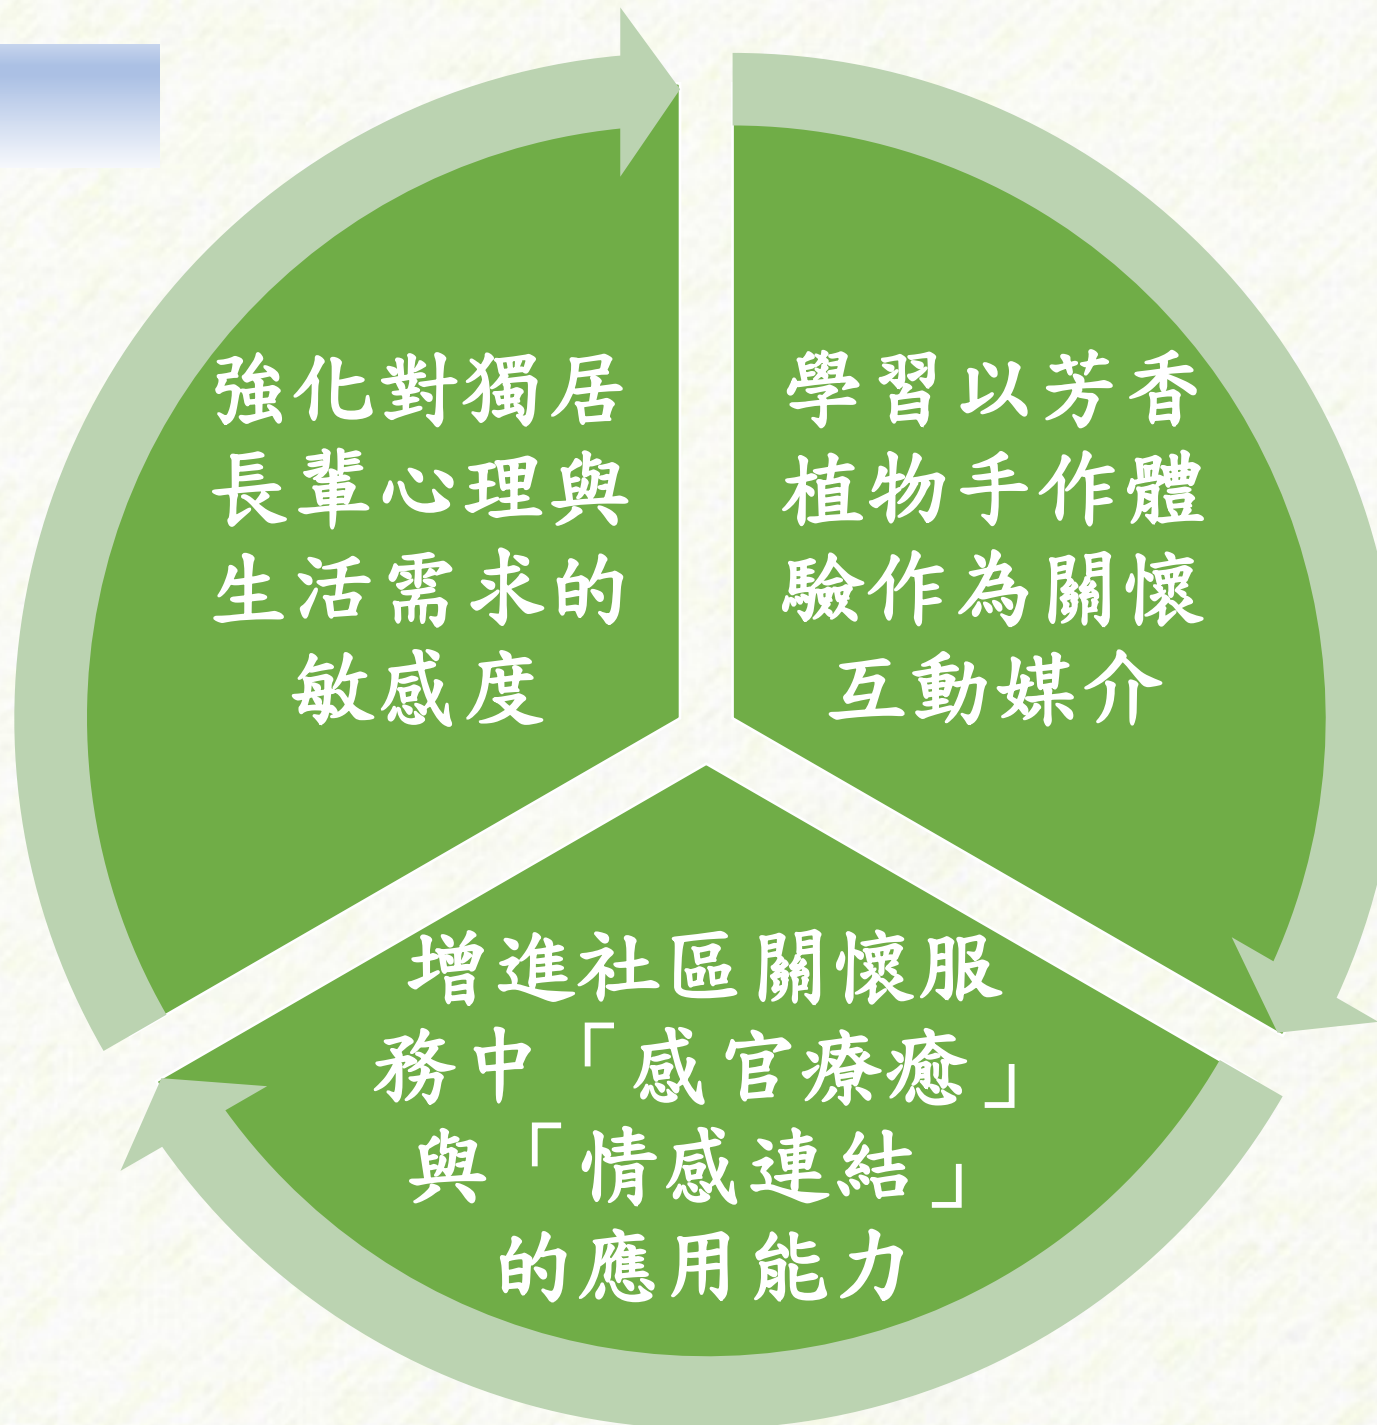 強化對獨居
長輩心理與
生活需求的
敏感度
學習以芳香
植物手作體
驗作為關懷
互動媒介
增進社區關懷服
務中「感官療癒」
與「情感連結」
的應用能力